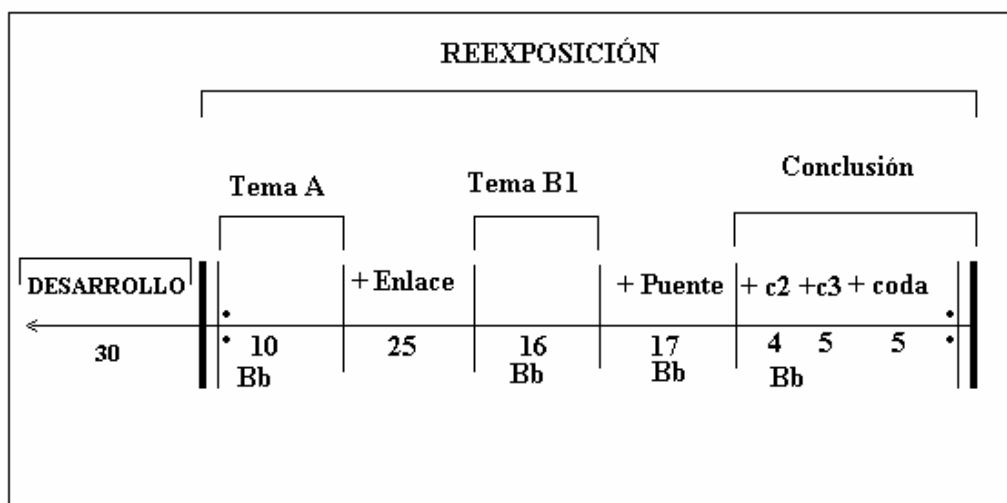 REEXPOSICIÓN
Conclusión
Tema A
Tema B1
DESARROLLO
+ Enlace
+ Puente
+ c2 +c3 + coda
30
10
25
16
17
4
5
5
Bb
Bb
Bb
Bb